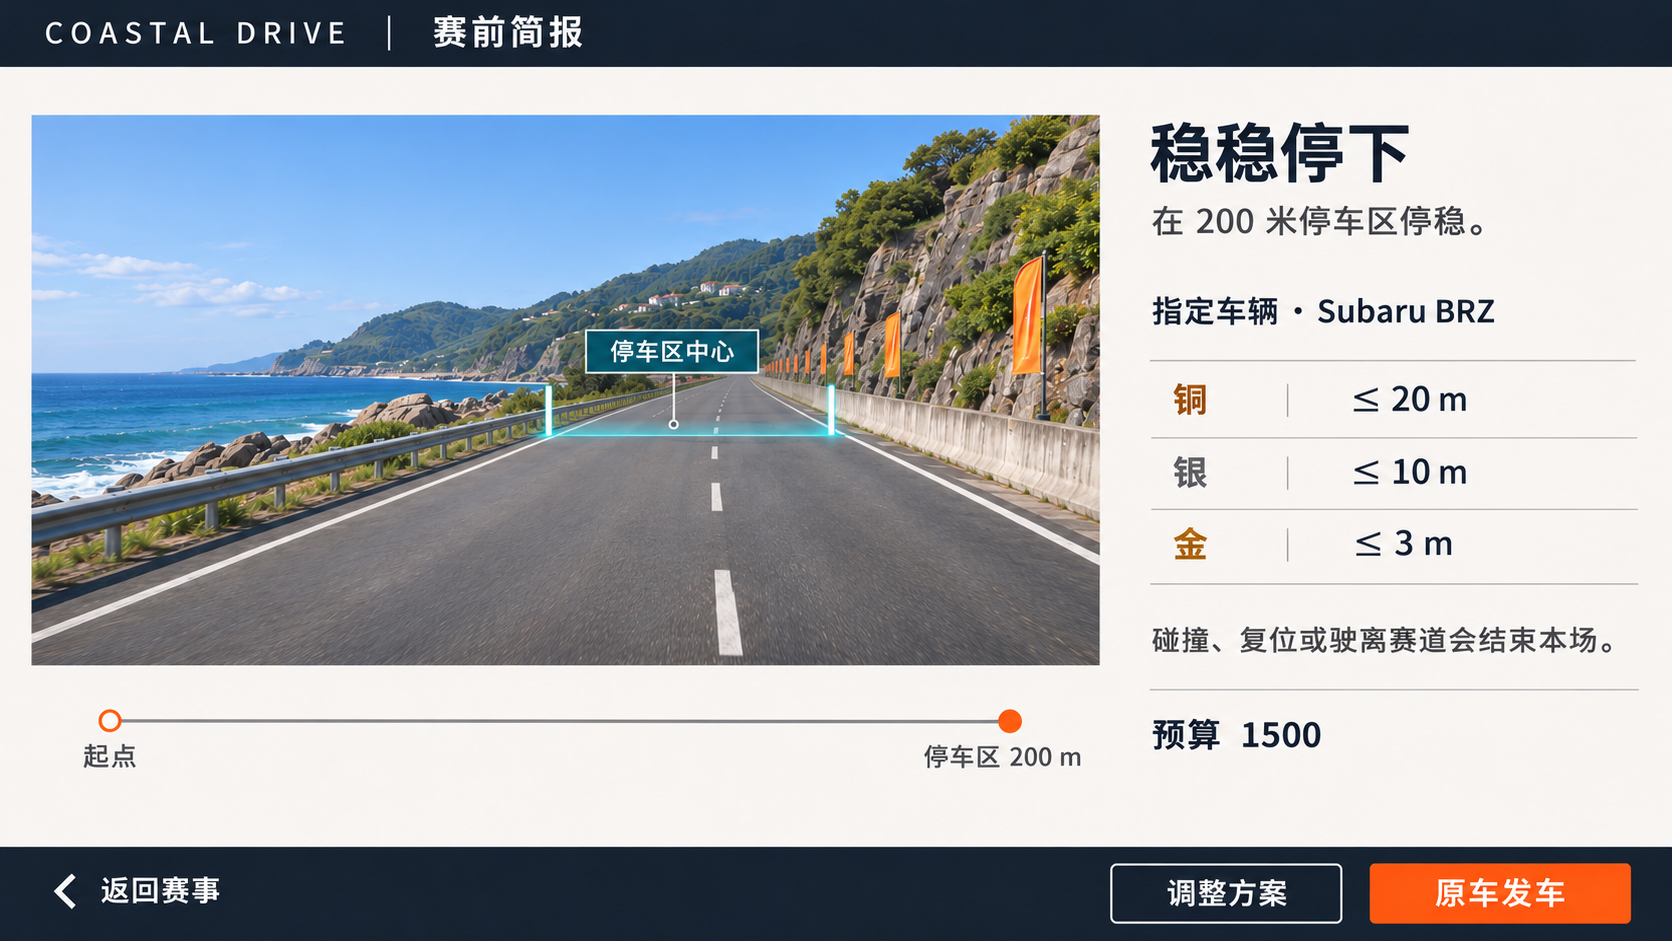 COASTAL DRIVE | 赛前简报
稳稳停下
在 200 米停车区停稳。
指定车辆·Subaru BRZ
停车区中心
铜 | ≤ 20 m
银 | ≤ 10 m
金 | ≤ 3 m
碰撞、复位或驶离赛道会结束本场。
预算 1500
起点
停车区 200 m
返回赛事
调整方案
原车发车